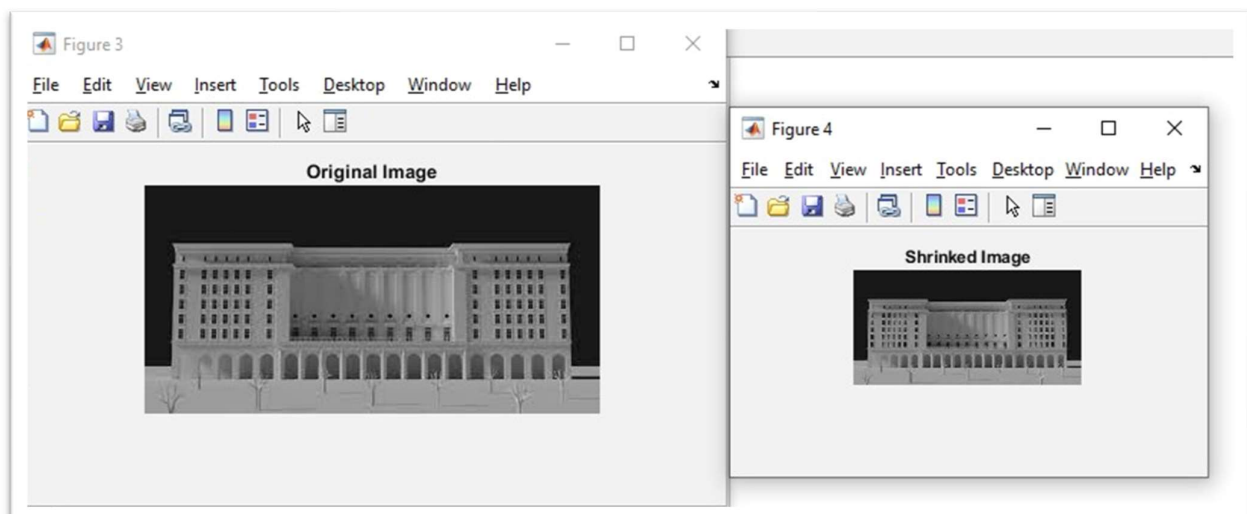 Figure 3
File Edit View Insert Tools Desktop Window Help
Original Image
Figure 4
File Edit View Insert Tools Desktop Window Help
Shrinked Image